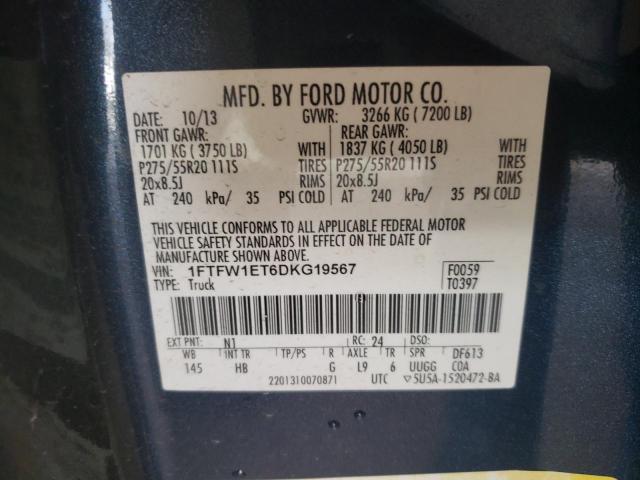 MFD. BY FORD MOTOR CO.
DATE: 10/13 GVWR: 3266 KG ( 7200 LB)
FRONT GAWR: REAR GAWR:
1701 KG ( 3750 LB) WITH 1837 KG ( 4050 LB) WITH
P275/55R20 111S TIRES P275/55R20 111S TIRES
20x8.5J RIMS 20x8.5J RIMS
AT 240 kPa/ 35 PSI COLD AT 240 kPa/ 35 PSI COLD
THIS VEHICLE CONFORMS TO ALL APPLICABLE FEDERAL MOTOR
VEHICLE SAFETY STANDARDS IN EFFECT ON THE DATE OF
MANUFACTURE SHOWN ABOVE.
VIN: 1FTFW1ET6DKG19567 F0059
TYPE: Truck T0397
EXT PNT: N1 RC: 24 DSO:
WB INT TR TP/PS R AXLE TR SPR DF613
145 HB G L9 6 UUGG COA
2201310070871 UTC ▽5U5A-1520472-BA